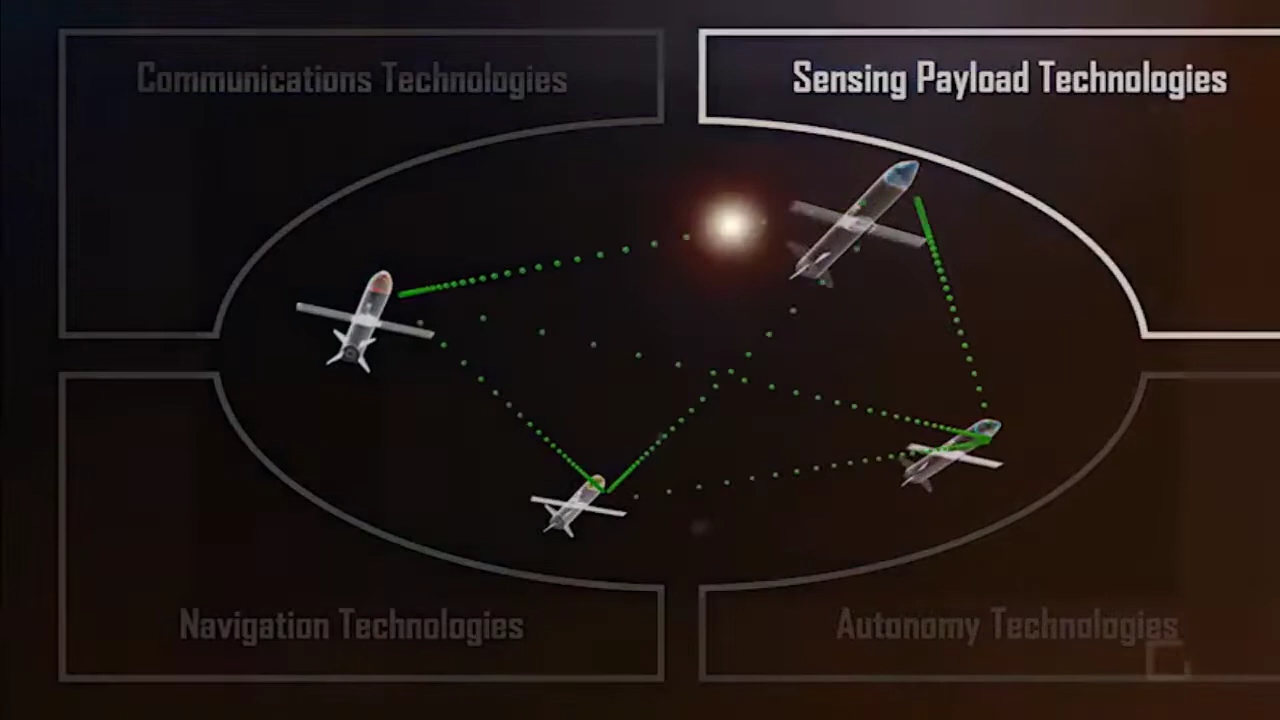 Communications Technologies
Sensing Payload Technologies
Navigation Technologies
Autonomy Technologies